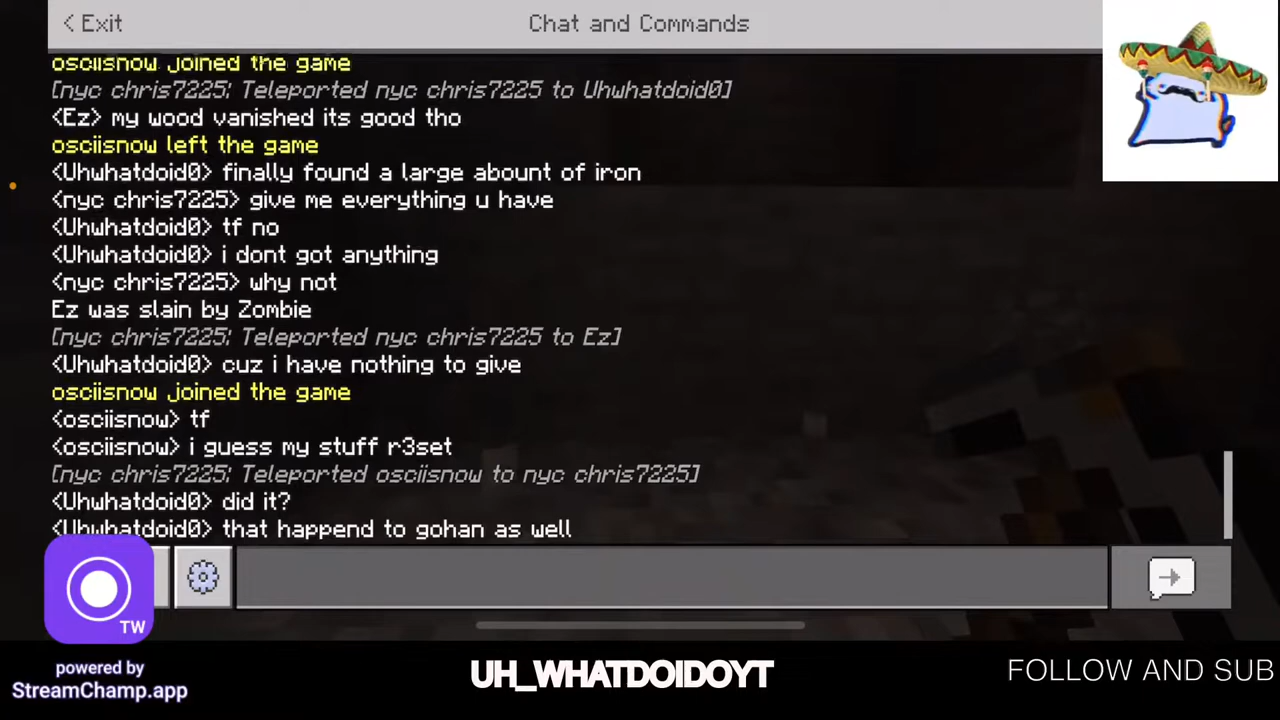 < Exit
Chat and Commands
osciisnow joined the game
[nyc chris7225: Teleported nyc chris7225 to Uhwhatdoid0]
<Ez> my wood vanished its good tho
osciisnow left the game
<Uhwhatdoid0> finally found a large abount of iron
<nyc chris7225> give me everything u have
<Uhwhatdoid0> tf no
<Uhwhatdoid0> i dont got anything
<nyc chris7225> why not
Ez was slain by Zombie
[nyc chris7225: Teleported nyc chris7225 to Ez]
<Uhwhatdoid0> cuz i have nothing to give
osciisnow joined the game
<osciisnow> tf
<osciisnow> i guess my stuff r3set
[nyc chris7225: Teleported osciisnow to nyc chris7225]
<Uhwhatdoid0> did it?
<Uhwhatdoid0> that happend to gohan as well
TW
powered by
StreamChamp.app
UH_WHATDOIDOYT
FOLLOW AND SUB